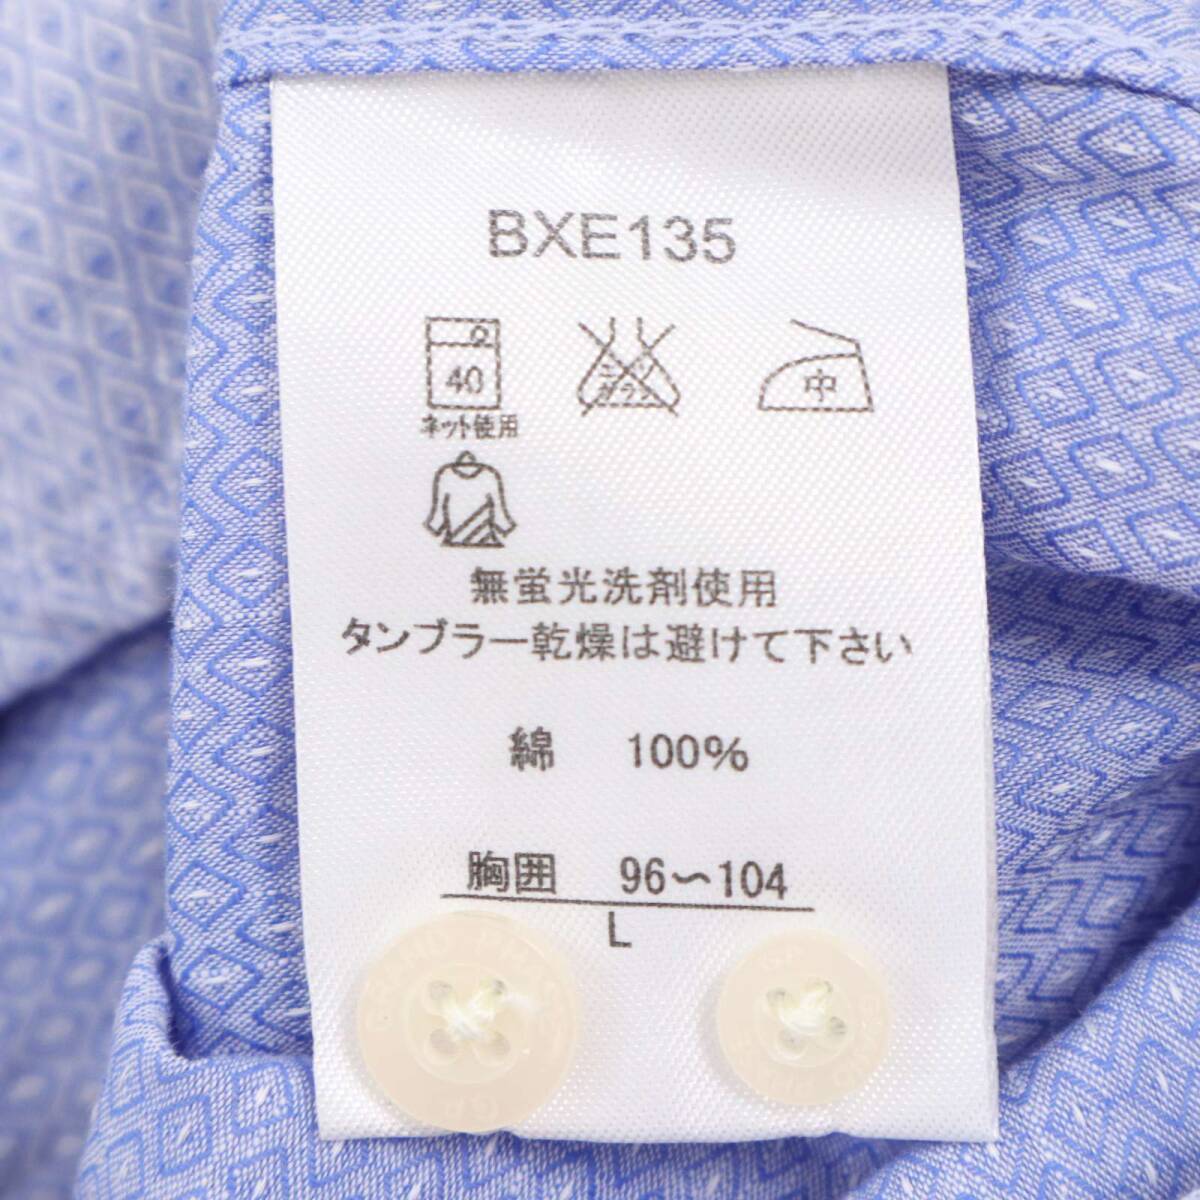 BXE135
40
中
ネット使用
無蛍光洗剤使用
タンブラー乾燥は避けて下さい
綿 100%
胸囲 96~104
L